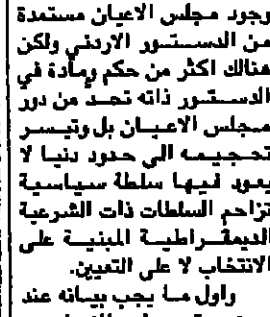 وجود مجلس الاعيان مستمدة
من الدستور الاردني ولكن
هنالك اكثر من حكم ومادة في
الدستور ذاته تحد من دور
مجلس الاعيان بل وتيسر
تحجيمه الى حدود دنيا لا
يعود فيها سلطة سياسية
تزاحم السلطات ذات الشرعية
الديمقراطية المبنية على
الانتخاب لا على التعيين.
واول ما يجب بيانه عند